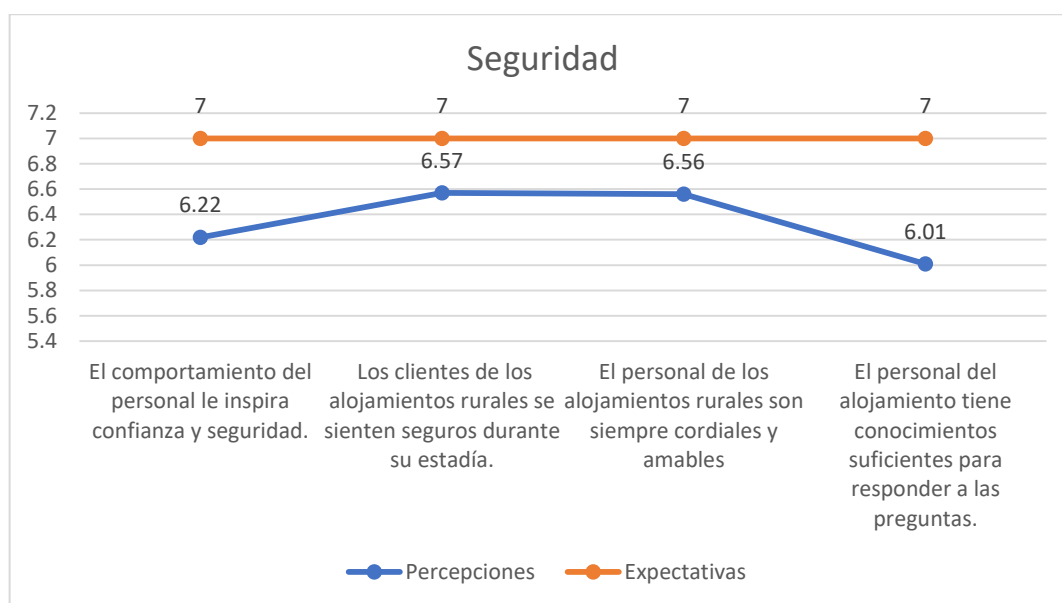 Seguridad
7 7 7 7
7.2
7
6.8
6.6
6.4
6.2
6
5.8
5.6
5.4
6.22
6.57
6.56
6.01
El comportamiento del
personal le inspira
confianza y seguridad.
Los clientes de los
alojamientos rurales se
sienten seguros durante
su estadía.
El personal de los
alojamientos rurales son
siempre cordiales y
amables
El personal del
alojamiento tiene
conocimientos
suficientes para
responder a las
preguntas.
Percepciones Expectativas